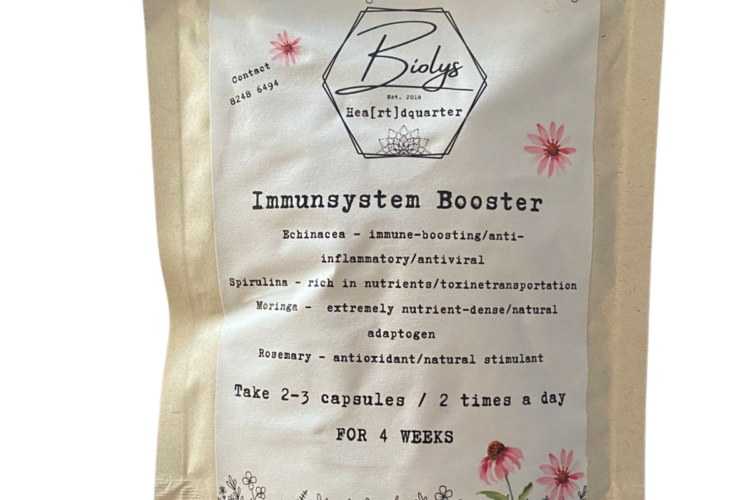 Contact
8248 6494
Biolys
Est. 2018
Hea[rt]dquarter
Immunsystem Booster
Echinacea - immune-boosting/anti-
inflammatory/antiviral
Spirulina - rich in nutrients/toxinetransportation
Moringa - extremely nutrient-dense/natural
adaptogen
Rosemary - antioxidant/natural stimulant
Take 2-3 capsules / 2 times a day
FOR 4 WEEKS